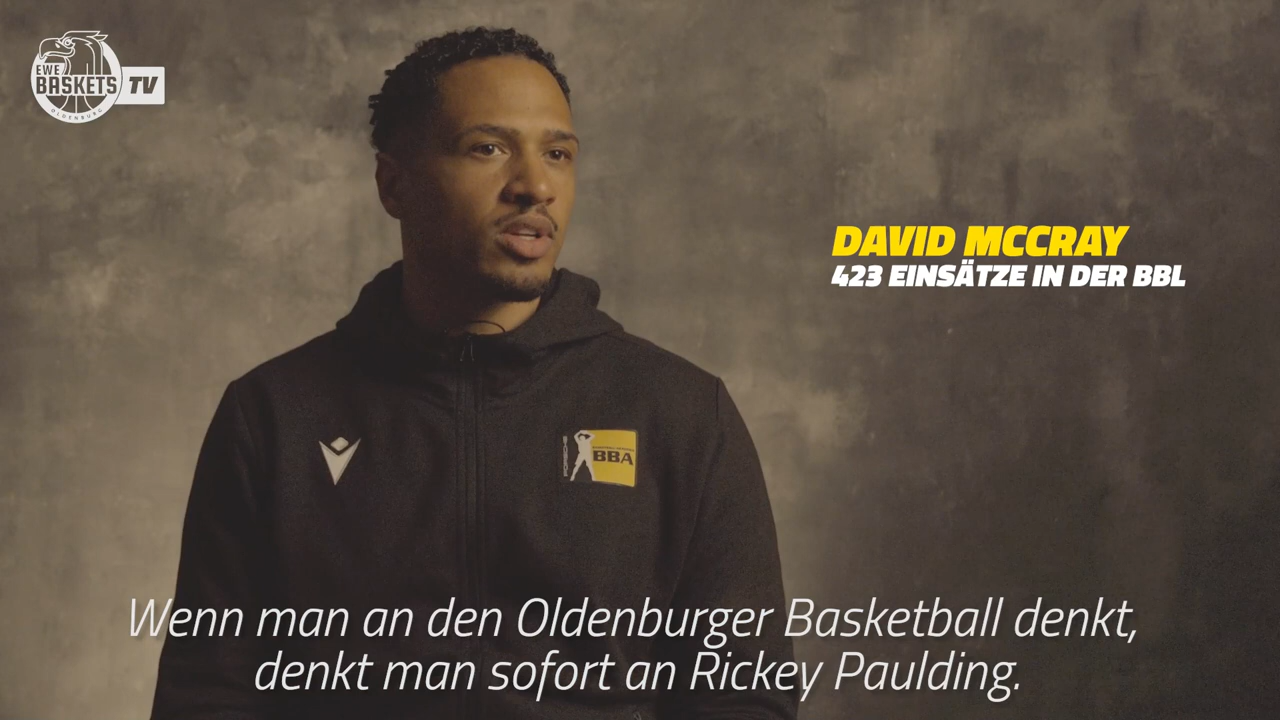 EWE
BASKETS TV
OLDENBURG
DAVID MCCRAY
423 EINSÄTZE IN DER BBL
BBA
Wenn man an den Oldenburger Basketball denkt,
denkt man sofort an Rickey Paulding.